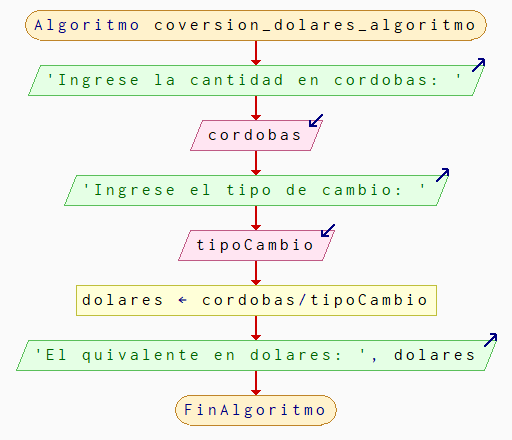 Algoritmo coversion_dolares_algoritmo
'Ingrese la cantidad en cordobas: '
cordobas
'Ingrese el tipo de cambio: '
tipoCambio
dolares ← cordobas/tipoCambio
'El quivalente en dolares: ', dolares
FinAlgoritmo